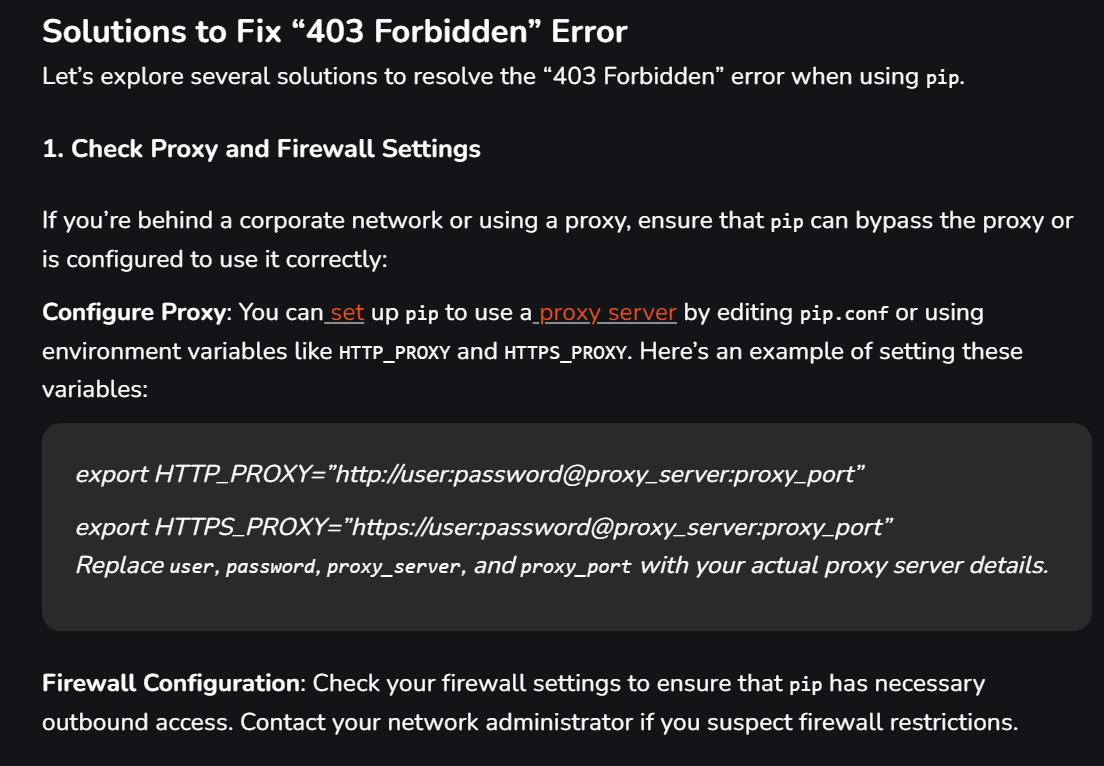 Solutions to Fix “403 Forbidden” Error
Let’s explore several solutions to resolve the “403 Forbidden” error when using pip.
1. Check Proxy and Firewall Settings
If you’re behind a corporate network or using a proxy, ensure that pip can bypass the proxy or
is configured to use it correctly:
Configure Proxy: You can set up pip to use a proxy server by editing pip.conf or using
environment variables like HTTP_PROXY and HTTPS_PROXY. Here’s an example of setting these
variables:
export HTTP_PROXY=”http://user:password@proxy_server:proxy_port”
export HTTPS_PROXY=”https://user:password@proxy_server:proxy_port”
Replace user, password, proxy_server, and proxy_port with your actual proxy server details.
Firewall Configuration: Check your firewall settings to ensure that pip has necessary
outbound access. Contact your network administrator if you suspect firewall restrictions.